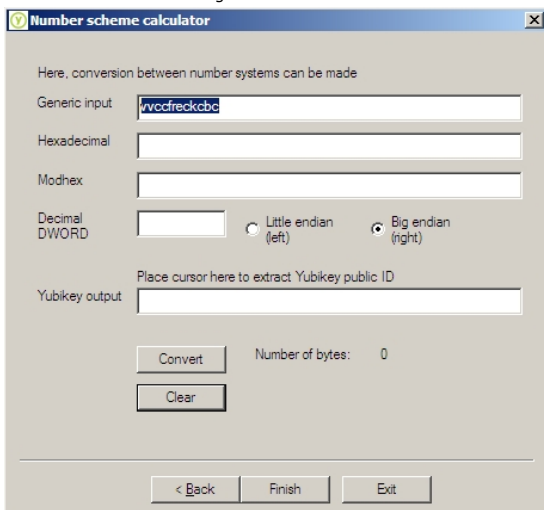 Number scheme calculator
Here, conversion between number systems can be made
Generic input vvccfreckcbc
Hexadecimal
Modhex
Decimal DWORD
Little endian (left)
Big endian (right)
Place cursor here to extract Yubikey public ID
Yubikey output
Convert Number of bytes: 0
Clear
< Back Finish Exit